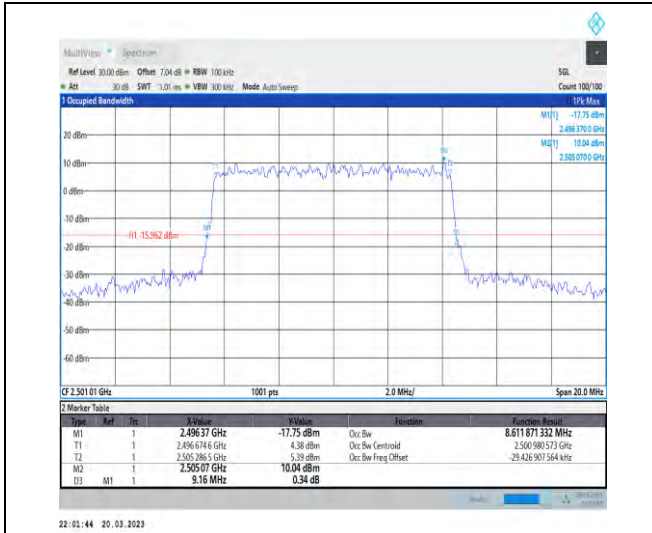 MultiView Spectrum
Ref Level 30.00 dBm Offset 7.04 dB RBW 100 kHz SGL
Att 30 dB SWT 1.01 ms VBW 300 kHz Mode Auto Sweep Count 100/100
1 Occupied Bandwidth 1Pk Max
M1[1] -17.75 dBm
2.496 370 0 GHz
20 dBm M2[1] 10.04 dBm
2.505 070 0 GHz
M2
10 dBm
0 dBm
-10 dBm
M1
H1 -15.962 dBm
-20 dBm
-30 dBm
-40 dBm
-50 dBm
-60 dBm
CF 2.501 01 GHz 1001 pts 2.0 MHz/ Span 20.0 MHz
2 Marker Table
Type Ref Trc X-Value Y-Value Function Function Result
M1 1 2.496 37 GHz -17.75 dBm Occ Bw 8.611 871 332 MHz
T1 1 2.496 674 6 GHz 4.38 dBm Occ Bw Centroid 2.500 980 573 GHz
T2 1 2.505 286 5 GHz 5.39 dBm Occ Bw Freq Offset -29.426 907 564 kHz
M2 1 2.505 07 GHz 10.04 dBm
D3 M1 1 9.16 MHz 0.34 dB
22:01:44 20.03.2023